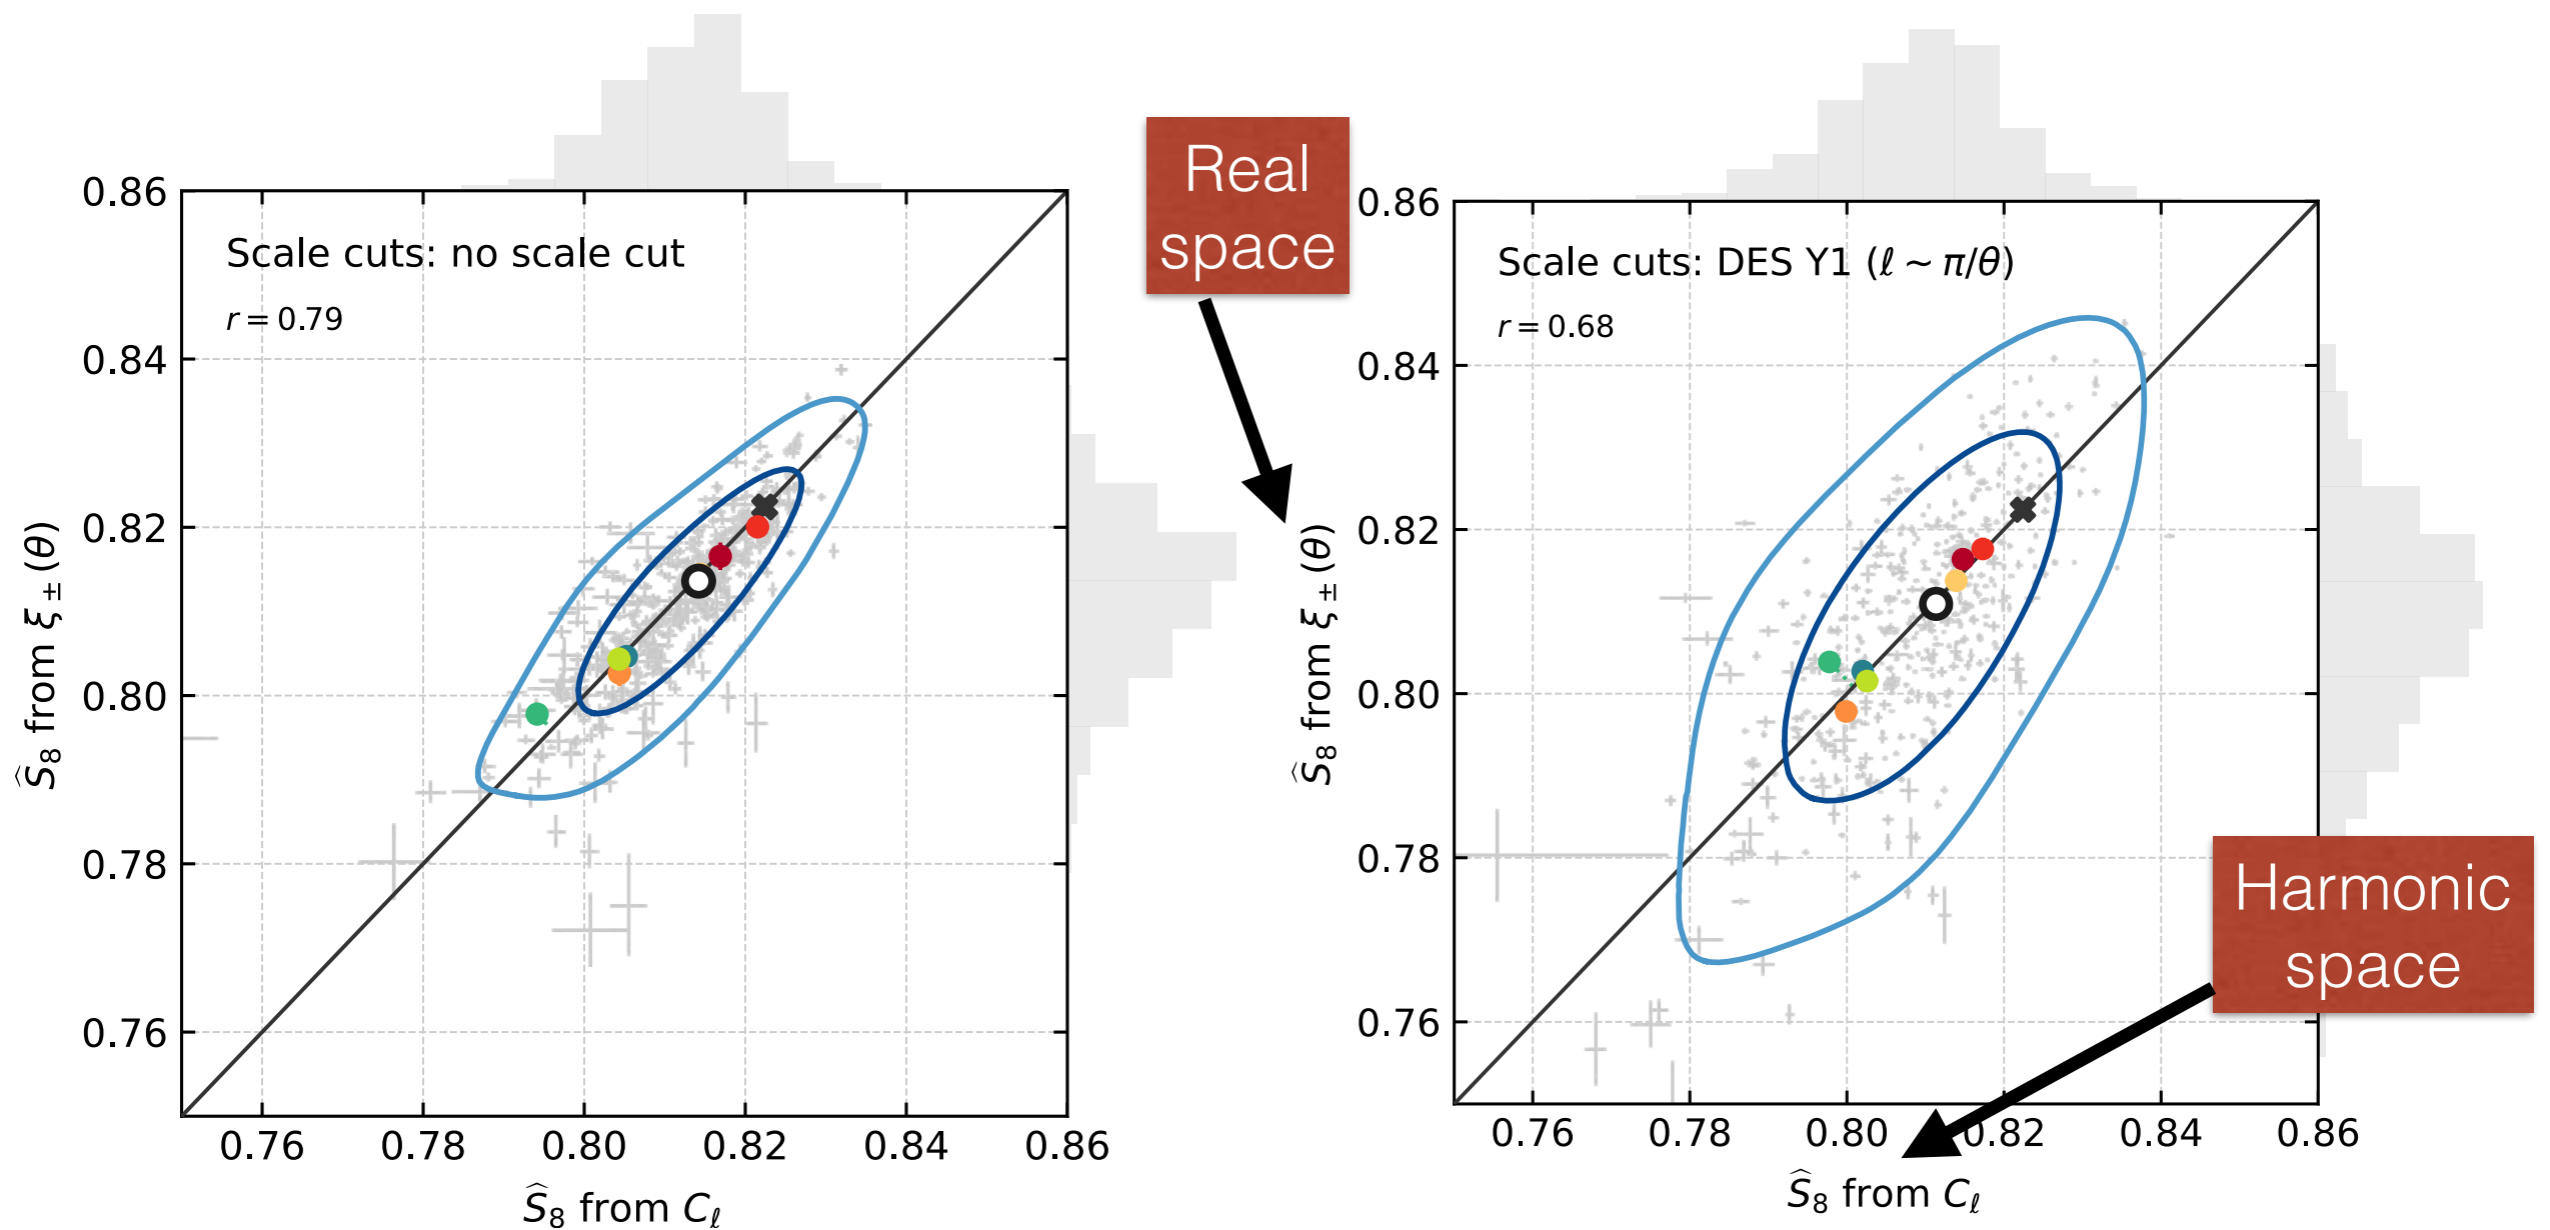 Scale cuts: no scale cut
r = 0.79
0.86
0.84
0.82
0.80
0.78
0.76
0.76 0.78 0.80 0.82 0.84 0.86
Ŝ₈ from ξ±(θ)
Ŝ₈ from Cℓ
Real
space
Scale cuts: DES Y1 (ℓ ~ π/θ)
r = 0.68
0.86
0.84
0.82
0.80
0.78
0.76
0.76 0.78 0.80 0.82 0.84 0.86
Ŝ₈ from ξ±(θ)
Ŝ₈ from Cℓ
Harmonic
space